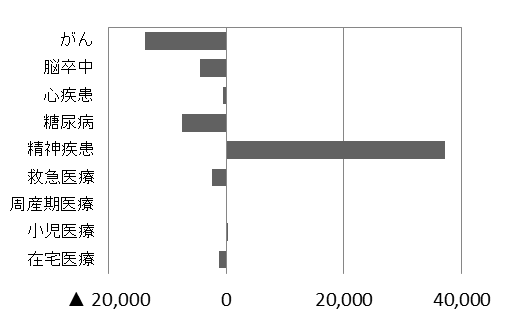 がん
脳卒中
心疾患
糖尿病
精神疾患
救急医療
周産期医療
小児医療
在宅医療
▲ 20,000 0 20,000 40,000